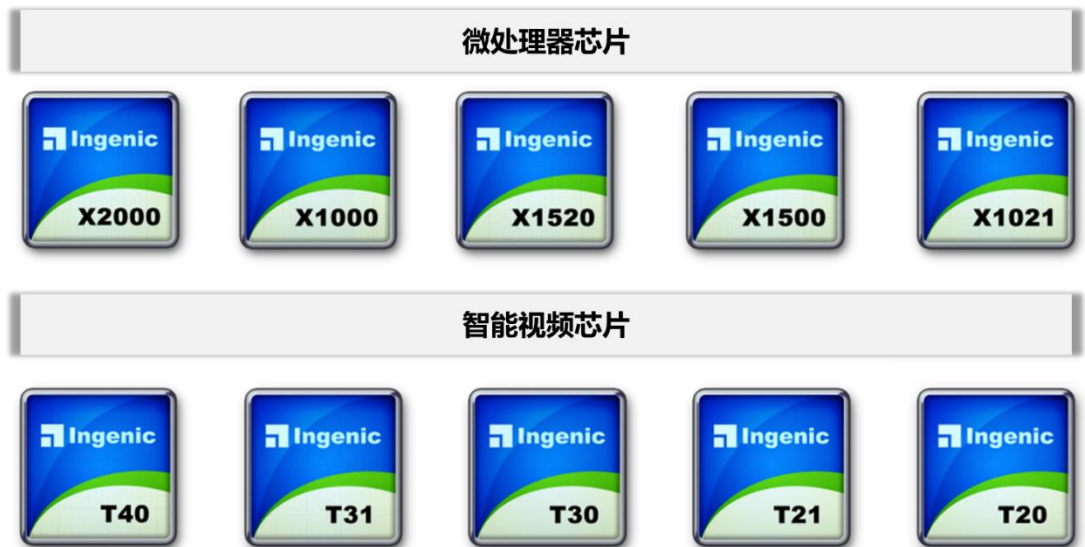 微处理器芯片
Ingenic Ingenic Ingenic Ingenic Ingenic
X2000 X1000 X1520 X1500 X1021
智能视频芯片
Ingenic Ingenic Ingenic Ingenic Ingenic
T40 T31 T30 T21 T20